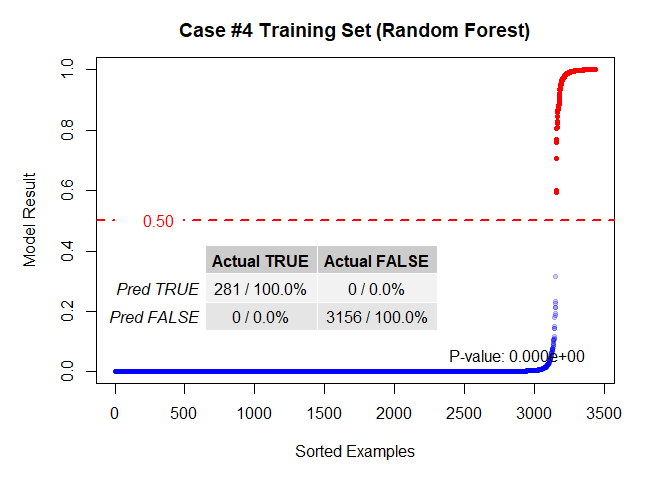 Case #4 Training Set (Random Forest)
Model Result
1.0
0.8
0.6
0.4
0.2
0.0
0.50
Actual TRUE Actual FALSE
Pred TRUE 281 / 100.0% 0 / 0.0%
Pred FALSE 0 / 0.0% 3156 / 100.0%
P-value: 0.000e+00
0 500 1000 1500 2000 2500 3000 3500
Sorted Examples